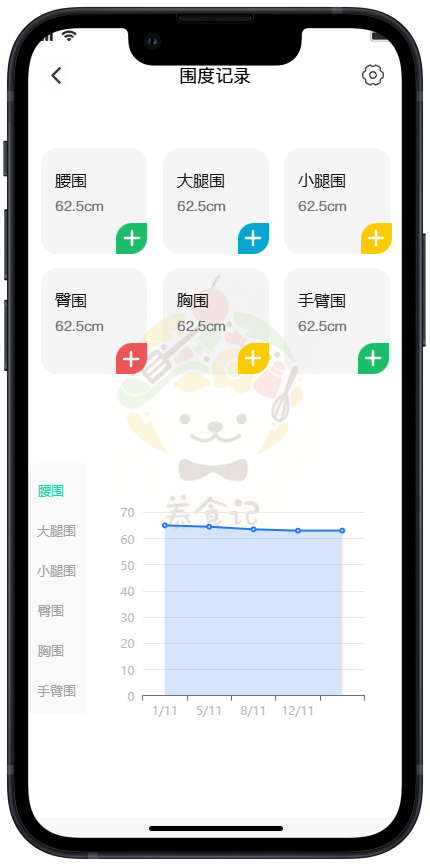 围度记录
腰围 大腿围 小腿围
62.5cm 62.5cm 62.5cm
臀围 胸围 手臂围
62.5cm 62.5cm 62.5cm
养食记
腰围
大腿围
小腿围
臀围
胸围
手臂围
70
60
50
40
30
20
10
0
1/11 5/11 8/11 12/11